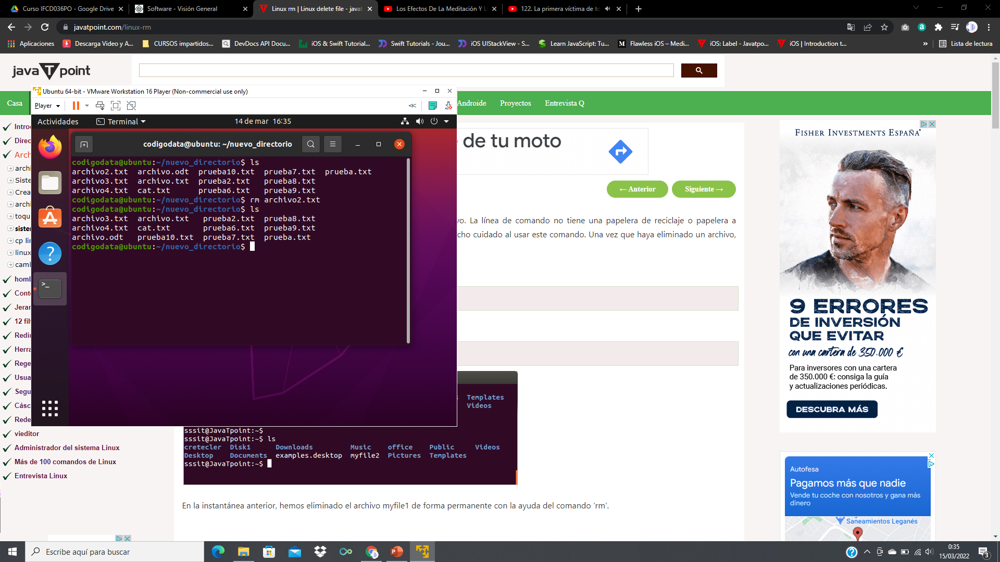 Curso IFCD036PO - Google Drive
Software - Visión General
Linux rm | Linux delete file - javat
Los Efectos De La Meditación Y L
122. La primera víctima de to
javatpoint.com/linux-rm
Aplicaciones
Descarga Video y A...
CURSOS impartidos...
DevDocs API Docu...
iOS & Swift Tutorial...
Swift Tutorials - Jou...
iOS UIStackView - S...
Learn JavaScript: Tu...
Flawless iOS – Medi...
iOS: Label - Javatpo...
iOS | Introduction t...
»
Lista de lectura
javaTpoint
Ubuntu 64-bit - VMware Workstation 16 Player (Non-commercial use only)
Player
Casa
Androide
Proyectos
Entrevista Q
Actividades
Terminal
14 de mar 16:35
codigodata@ubuntu: ~/nuevo_directorio
codigodata@ubuntu:~/nuevo_directorio$ ls
archivo2.txt archivo.odt prueba10.txt prueba7.txt prueba.txt
archivo3.txt archivo.txt prueba2.txt prueba8.txt
archivo4.txt cat.txt prueba6.txt prueba9.txt
codigodata@ubuntu:~/nuevo_directorio$ rm archivo2.txt
codigodata@ubuntu:~/nuevo_directorio$ ls
archivo3.txt archivo.txt prueba2.txt prueba8.txt
archivo4.txt cat.txt prueba6.txt prueba9.txt
archivo.odt prueba10.txt prueba7.txt prueba.txt
codigodata@ubuntu:~/nuevo_directorio$
Intro
Direc
Arch
archi
Siste
Crea
archi
toqu
siste
cp li
linux
camb
homb
Cont
Jerar
12 filt
Redir
Herra
Rege
Usua
Segu
Cásc
Rede
vieditor
Administrador del sistema Linux
Más de 100 comandos de Linux
Entrevista Linux
e de tu moto
← Anterior
Siguiente →
vo. La línea de comando no tiene una papelera de reciclaje o papelera a
cho cuidado al usar este comando. Una vez que haya eliminado un archivo,
s Templates
Videos
sssit@JavaTpoint:~$
sssit@JavaTpoint:~$ ls
cretecler Disk1 Downloads Music office Public Videos
Desktop Documents examples.desktop myfile2 Pictures Templates
sssit@JavaTpoint:~$
En la instantánea anterior, hemos eliminado el archivo myfile1 de forma permanente con la ayuda del comando 'rm'.
FISHER INVESTMENTS ESPAÑA®
9 ERRORES
DE INVERSIÓN
QUE EVITAR
con una cartera de 350.000 €
Para inversores con una cartera
de 350.000 €: consiga la guía
y actualizaciones periódicas.
DESCUBRA MÁS
Autofesa
Pagamos más que nadie
Vende tu coche con nosotros y gana más
dinero
Saneamientos Leganés
Escribe aquí para buscar
0:35
15/03/2022
3